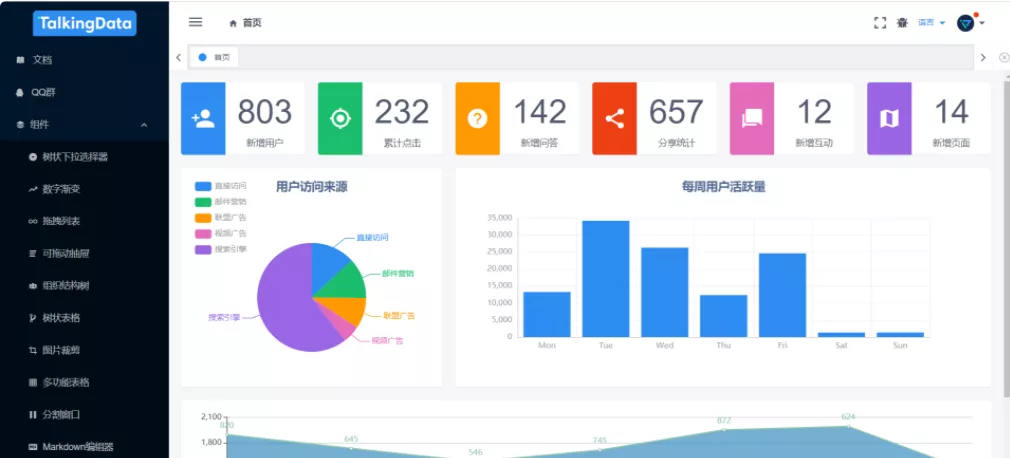 TalkingData
首页
语言
文档
首页
QQ群
组件
树状下拉选择器
数字渐变
拖拽列表
可拖动抽屉
组织结构树
树状表格
图片裁剪
多功能表格
分割窗口
Markdown编辑器
803
新增用户
232
累计点击
142
新增问答
657
分享统计
12
新增互动
14
新增页面
用户访问来源
直接访问
邮件营销
联盟广告
视频广告
搜索引擎
直接访问
邮件营销
联盟广告
视频广告
搜索引擎
每周用户活跃量
35,000
30,000
25,000
20,000
15,000
10,000
5,000
0
Mon Tue Wed Thu Fri Sat Sun
2,100
1,800
820
645
546
745
872
624